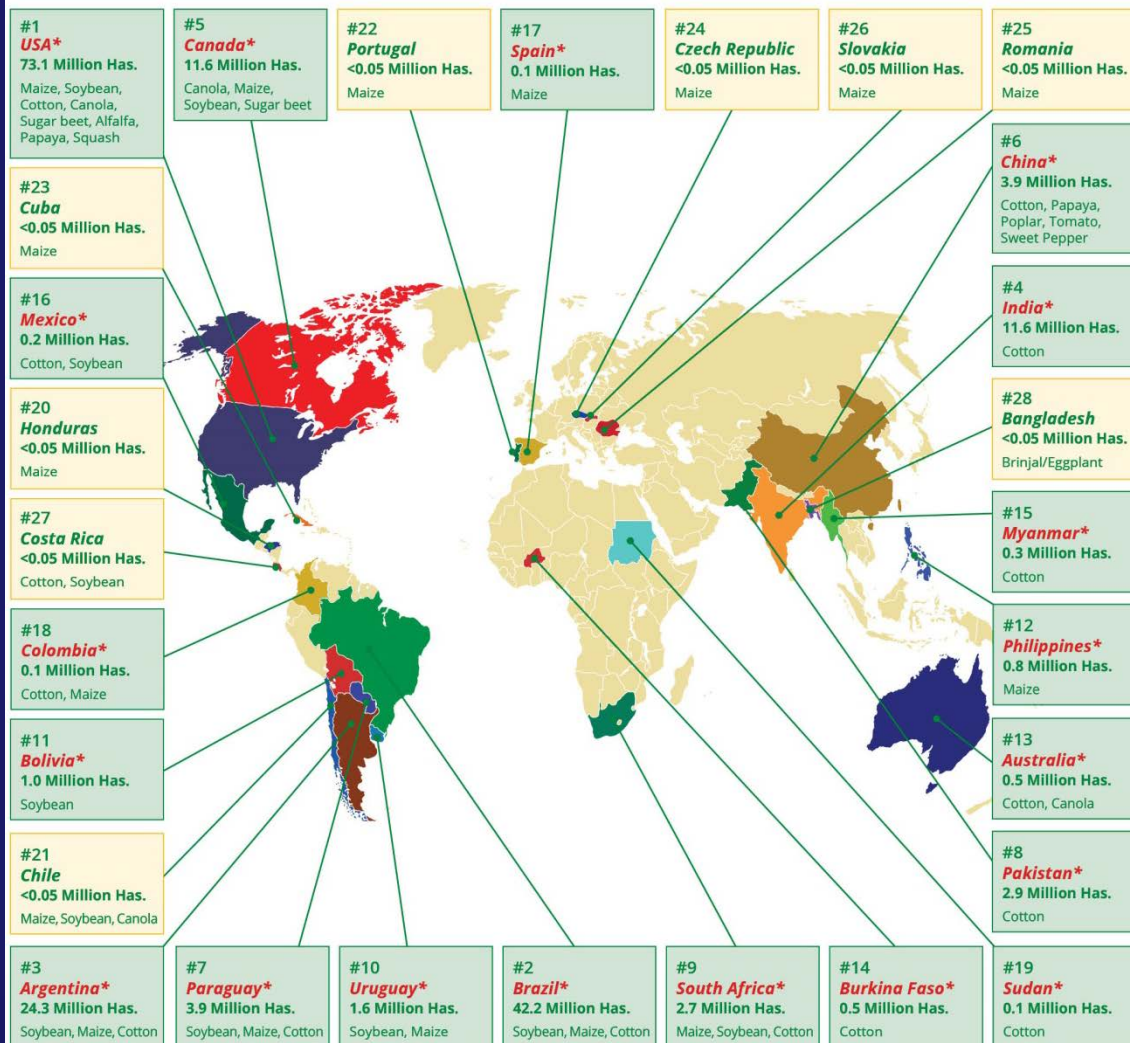 #1
USA*
73.1 Million Has.
Maize, Soybean,
Cotton, Canola,
Sugar beet, Alfalfa,
Papaya, Squash
#5
Canada*
11.6 Million Has.
Canola, Maize,
Soybean, Sugar beet
#22
Portugal
<0.05 Million Has.
Maize
#17
Spain*
0.1 Million Has.
Maize
#24
Czech Republic
<0.05 Million Has.
Maize
#26
Slovakia
<0.05 Million Has.
Maize
#25
Romania
<0.05 Million Has.
Maize
#23
Cuba
<0.05 Million Has.
Maize
#6
China*
3.9 Million Has.
Cotton, Papaya,
Poplar, Tomato,
Sweet Pepper
#16
Mexico*
0.2 Million Has.
Cotton, Soybean
#4
India*
11.6 Million Has.
Cotton
#20
Honduras
<0.05 Million Has.
Maize
#28
Bangladesh
<0.05 Million Has.
Brinjal/Eggplant
#27
Costa Rica
<0.05 Million Has.
Cotton, Soybean
#15
Myanmar*
0.3 Million Has.
Cotton
#18
Colombia*
0.1 Million Has.
Cotton, Maize
#12
Philippines*
0.8 Million Has.
Maize
#11
Bolivia*
1.0 Million Has.
Soybean
#13
Australia*
0.5 Million Has.
Cotton, Canola
#21
Chile
<0.05 Million Has.
Maize, Soybean, Canola
#8
Pakistan*
2.9 Million Has.
Cotton
#3
Argentina*
24.3 Million Has.
Soybean, Maize, Cotton
#7
Paraguay*
3.9 Million Has.
Soybean, Maize, Cotton
#10
Uruguay*
1.6 Million Has.
Soybean, Maize
#2
Brazil*
42.2 Million Has.
Soybean, Maize, Cotton
#9
South Africa*
2.7 Million Has.
Maize, Soybean, Cotton
#14
Burkina Faso*
0.5 Million Has.
Cotton
#19
Sudan*
0.1 Million Has.
Cotton